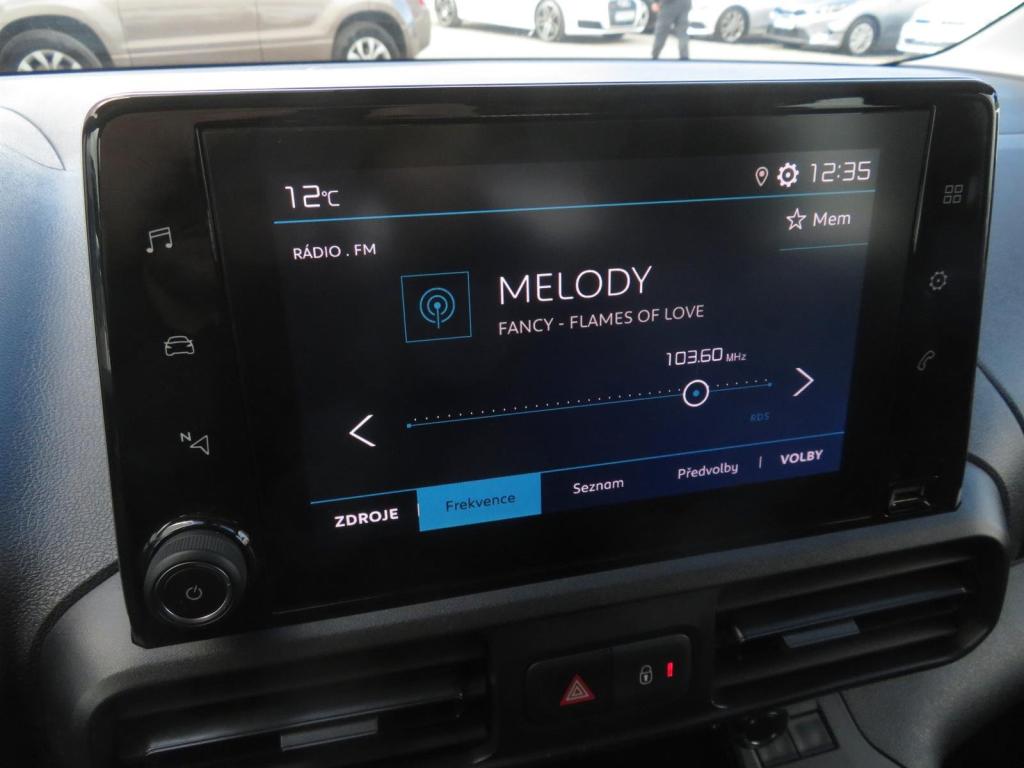 12°C
12:35
Mem
RÁDIO . FM
MELODY
FANCY - FLAMES OF LOVE
103.60 MHz
RDS
ZDROJE | Frekvence Seznam Předvolby | VOLBY
N